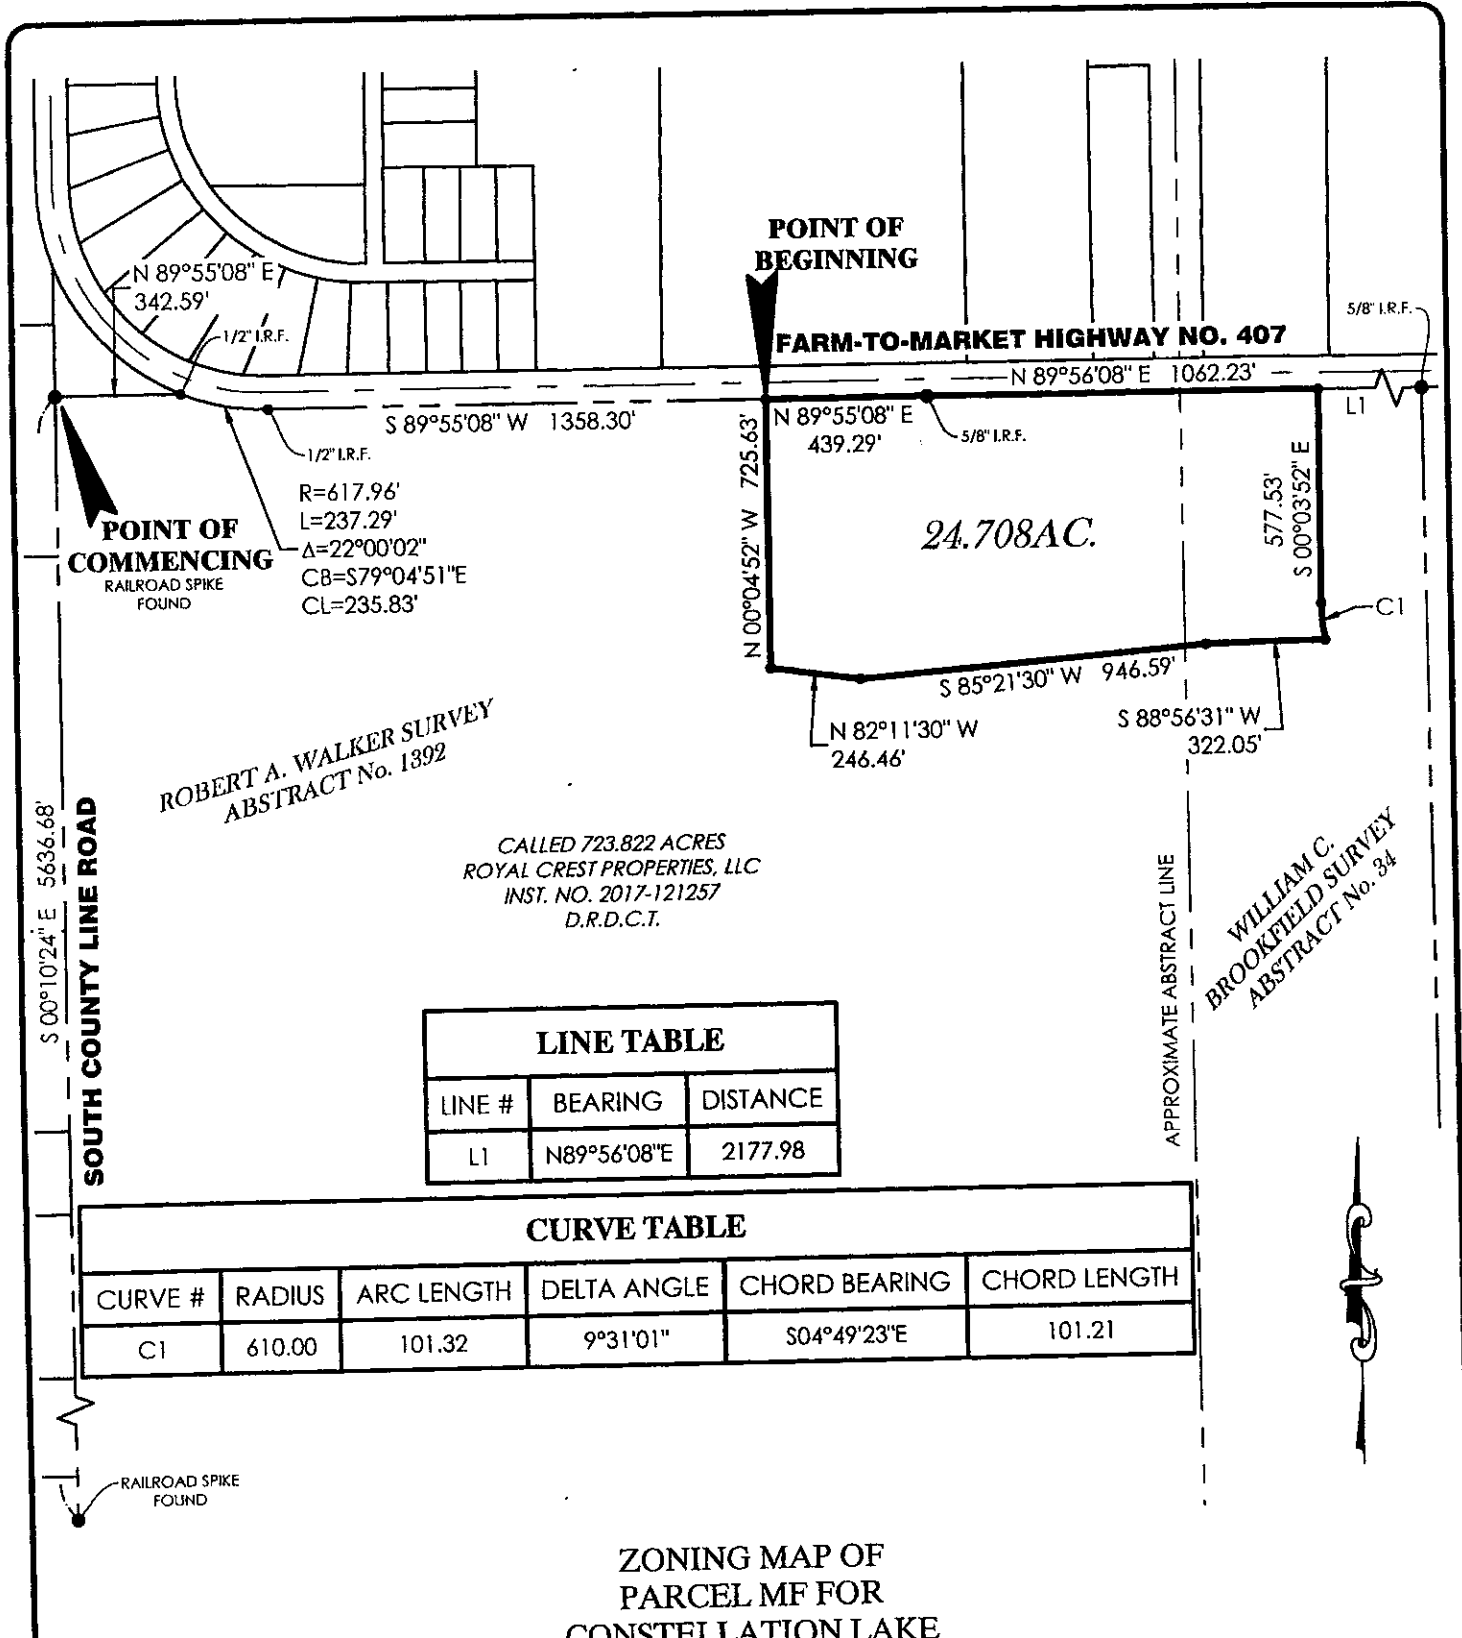 POINT OF
BEGINNING
N 89°55'08" E
342.59'
1/2" I.R.F.
5/8" I.R.F.
FARM-TO-MARKET HIGHWAY NO. 407
N 89°56'08" E 1062.23'
L1
S 89°55'08" W 1358.30'
N 89°55'08" E
439.29'
5/8" I.R.F.
1/2" I.R.F.
R=617.96'
L=237.29'
Δ=22°00'02"
CB=S79°04'51"E
CL=235.83'
POINT OF
COMMENCING
RAILROAD SPIKE
FOUND
N 00°04'52" W 725.63'
24.708AC.
577.53'
S 00°03'52" E
C1
S 85°21'30" W 946.59'
N 82°11'30" W
246.46'
S 88°56'31" W
322.05'
ROBERT A. WALKER SURVEY
ABSTRACT No. 1392
CALLED 723.822 ACRES
ROYAL CREST PROPERTIES, LLC
INST. NO. 2017-121257
D.R.D.C.T.
S 00°10'24" E 5636.68'
SOUTH COUNTY LINE ROAD
APPROXIMATE ABSTRACT LINE
WILLIAM C.
BROOKFIELD SURVEY
ABSTRACT No. 34
LINE TABLE
LINE # BEARING DISTANCE
L1 N89°56'08"E 2177.98
CURVE TABLE
CURVE # RADIUS ARC LENGTH DELTA ANGLE CHORD BEARING CHORD LENGTH
C1 610.00 101.32 9°31'01" S04°49'23"E 101.21
RAILROAD SPIKE
FOUND
ZONING MAP OF
PARCEL MF FOR
CONSTELLATION LAKE